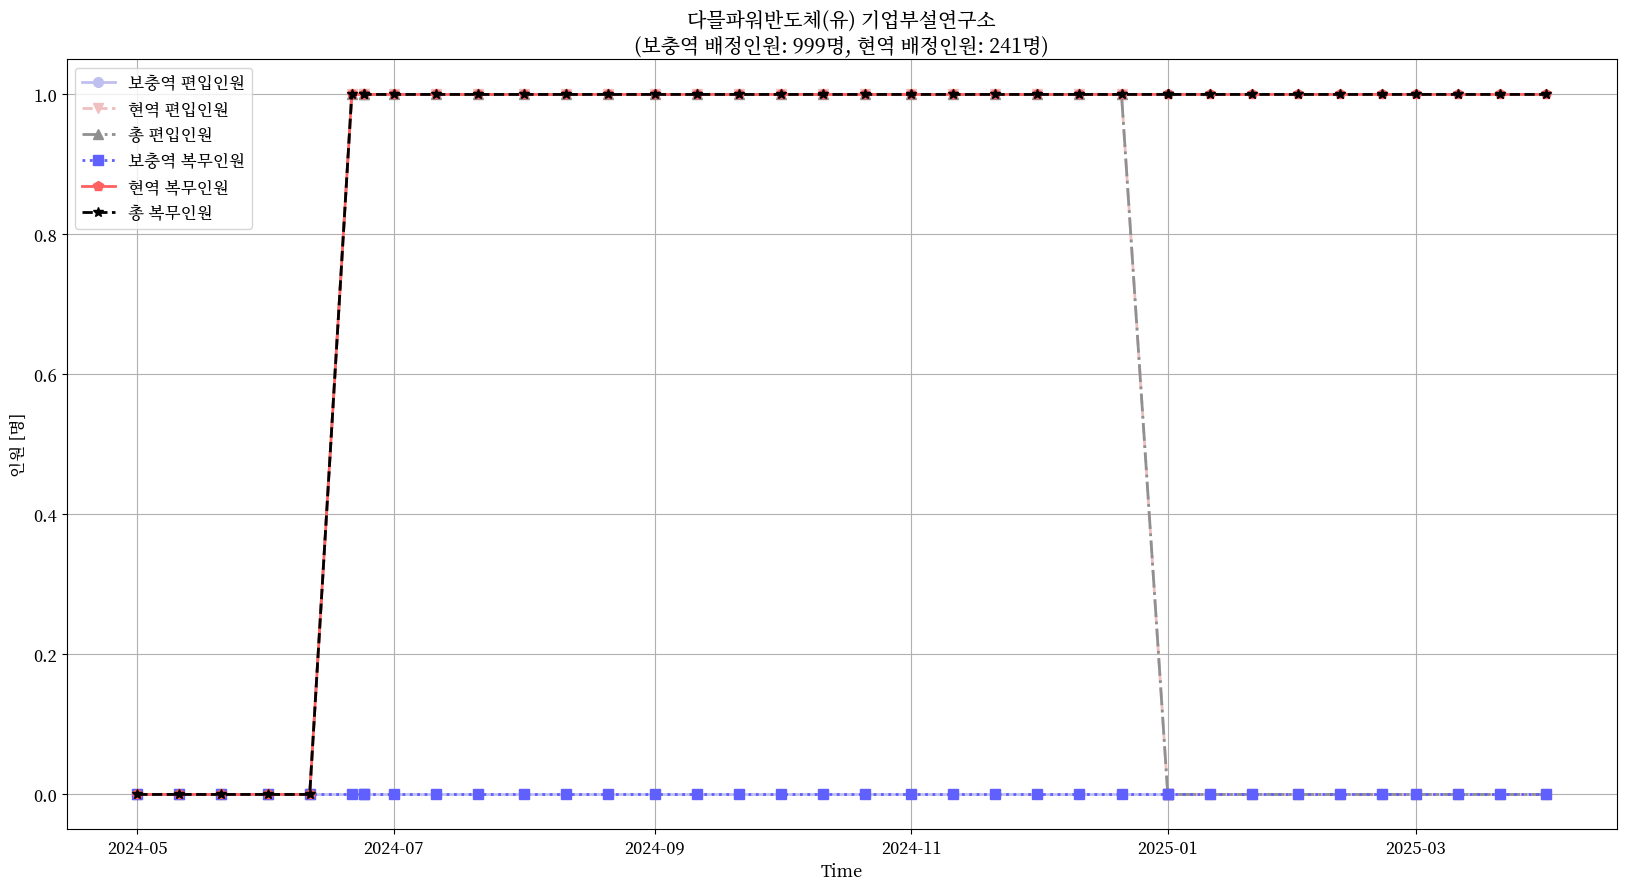 다믈파워반도체(유) 기업부설연구소
(보충역 배정인원: 999명, 현역 배정인원: 241명)
보충역 편입인원
현역 편입인원
총 편입인원
보충역 복무인원
현역 복무인원
총 복무인원
1.0
0.8
0.6
0.4
0.2
0.0
인원 [명]
2024-05
2024-07
2024-09
2024-11
2025-01
2025-03
Time